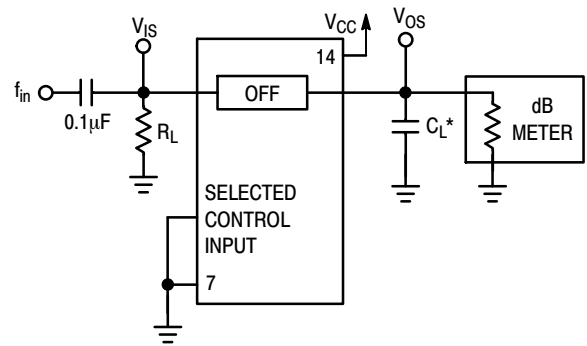 V_IS
V_CC
V_OS
14
f_in
0.1μF
R_L
OFF
C_L*
dB
METER
SELECTED
CONTROL
INPUT
7